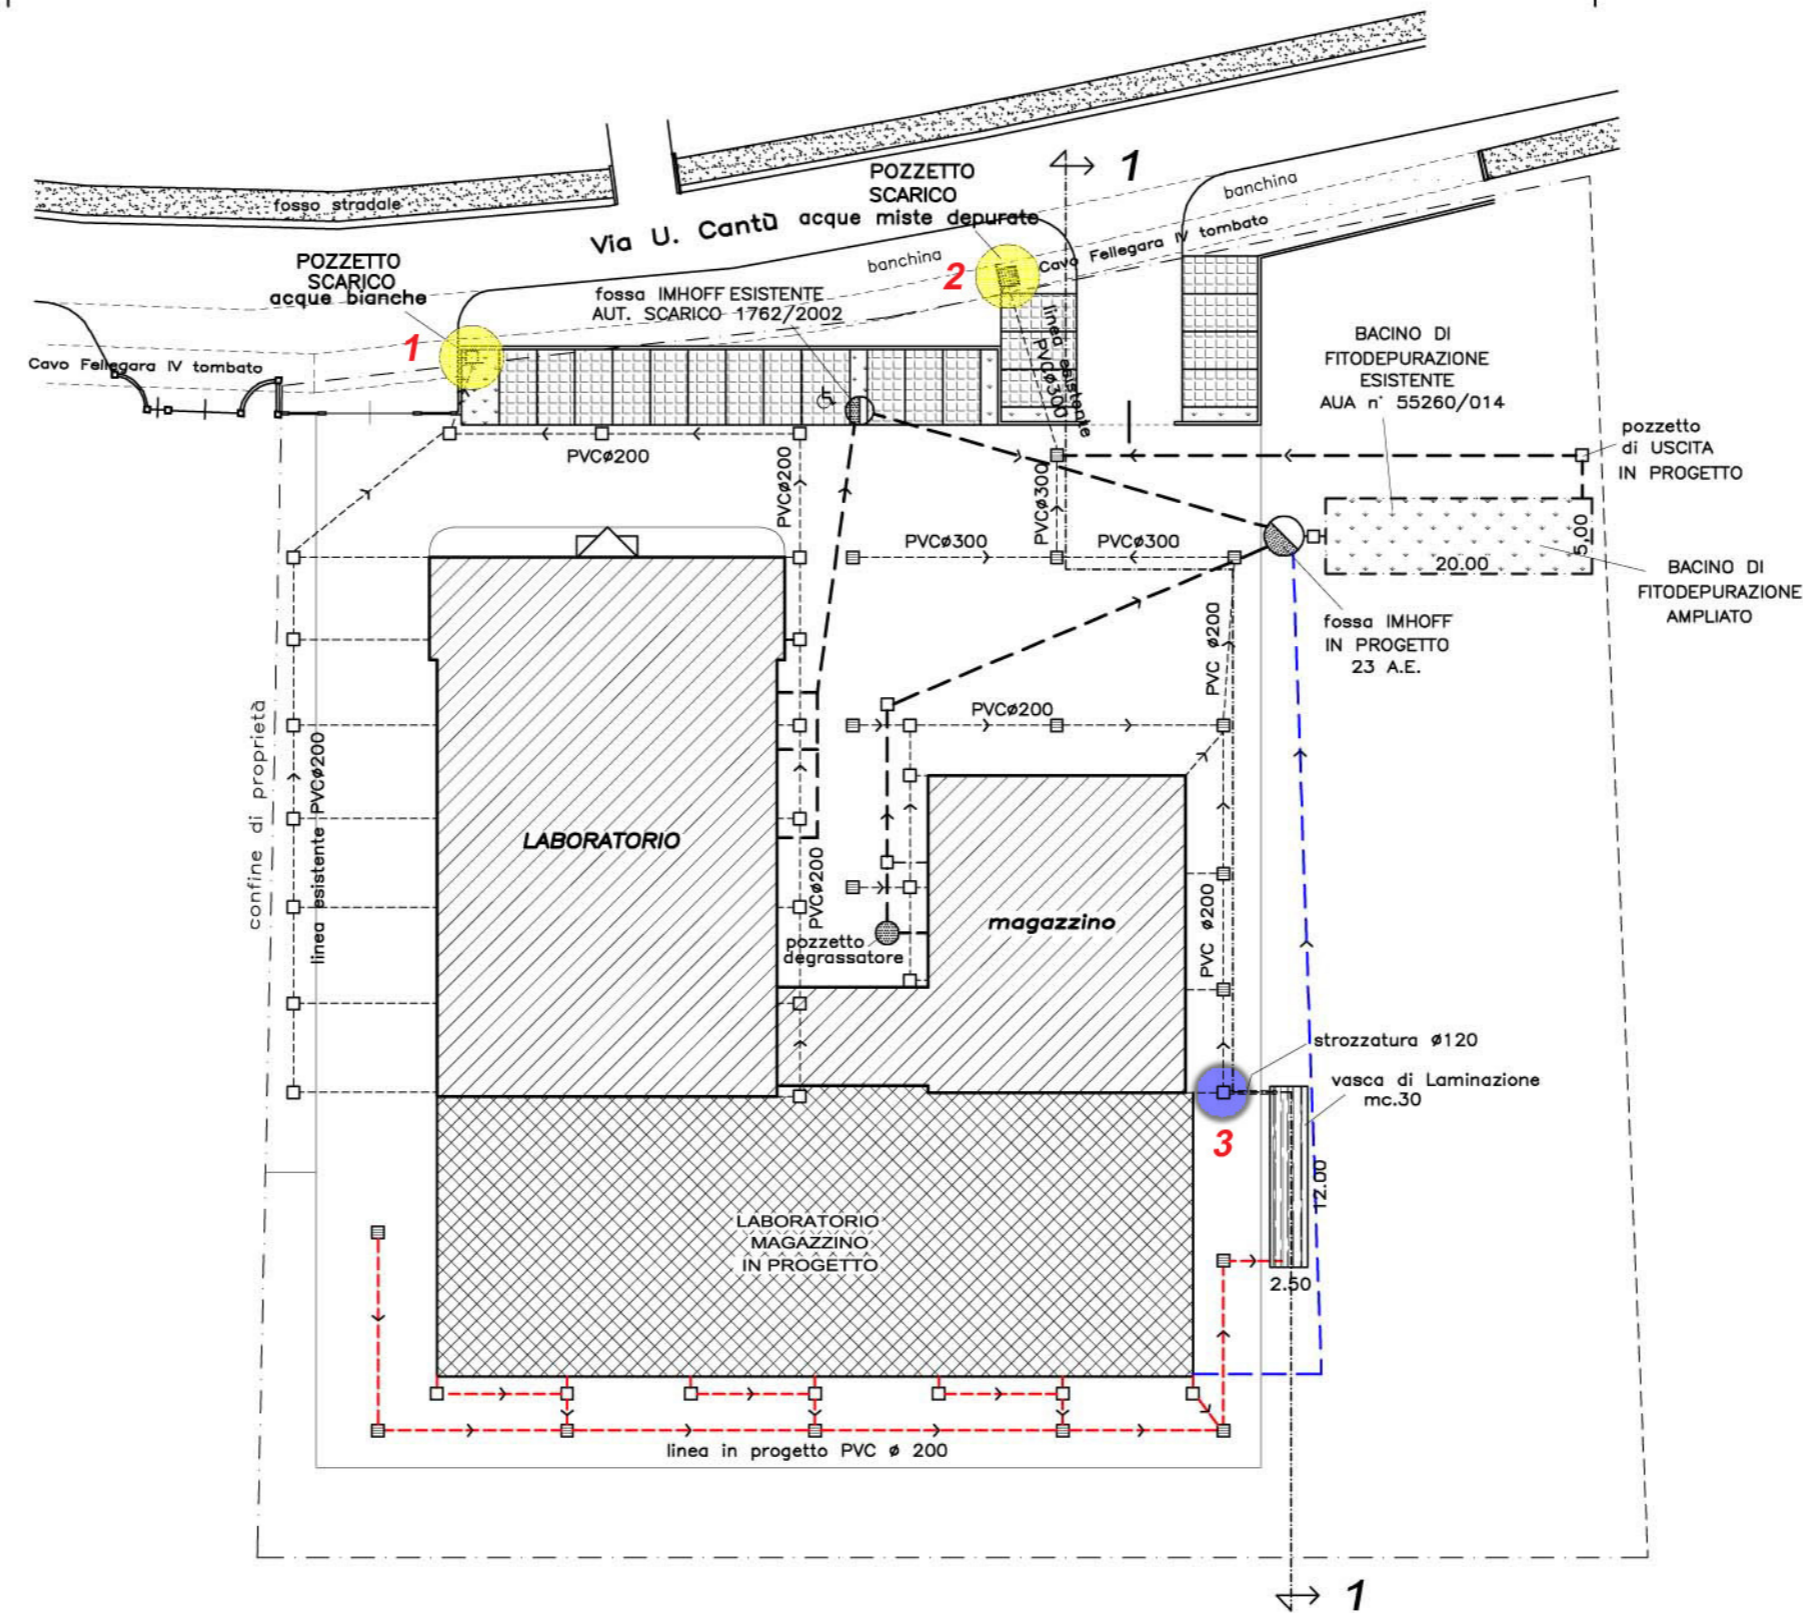 fosso stradale
Via U. Cantù
POZZETTO
SCARICO
acque miste depurate
1
banchina
Cavo Fellegara IV tombato
banchina
2
POZZETTO
SCARICO
acque bianche
1
Cavo Fellegara IV tombato
fossa IMHOFF ESISTENTE
AUT. SCARICO 1762/2002
linea esistente
PVCø300
BACINO DI
FITODEPURAZIONE
ESISTENTE
AUA n° 55260/014
pozzetto
di USCITA
IN PROGETTO
PVCø200
PVCø200
PVCø300
PVCø300
PVCø300
20.00
5,00
BACINO DI
FITODEPURAZIONE
AMPLIATO
fossa IMHOFF
IN PROGETTO
23 A.E.
PVC ø200
PVCø200
confine di proprietà
linea esistente PVCø200
LABORATORIO
PVCø200
magazzino
PVC ø200
pozzetto
degrassatore
strozzatura ø120
vasca di Laminazione
mc.30
3
12.00
2.50
LABORATORIO
MAGAZZINO
IN PROGETTO
linea in progetto PVC ø 200
1